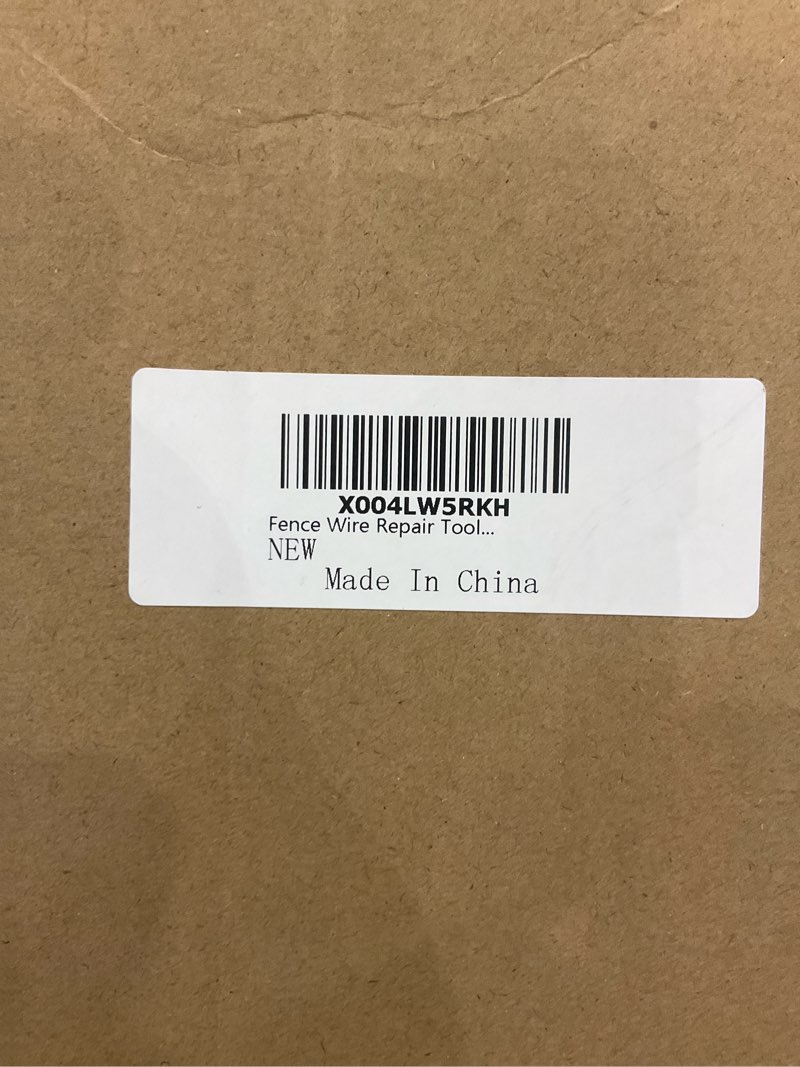 X004LW5RKH
Fence Wire Repair Tool...
NEW
Made In China